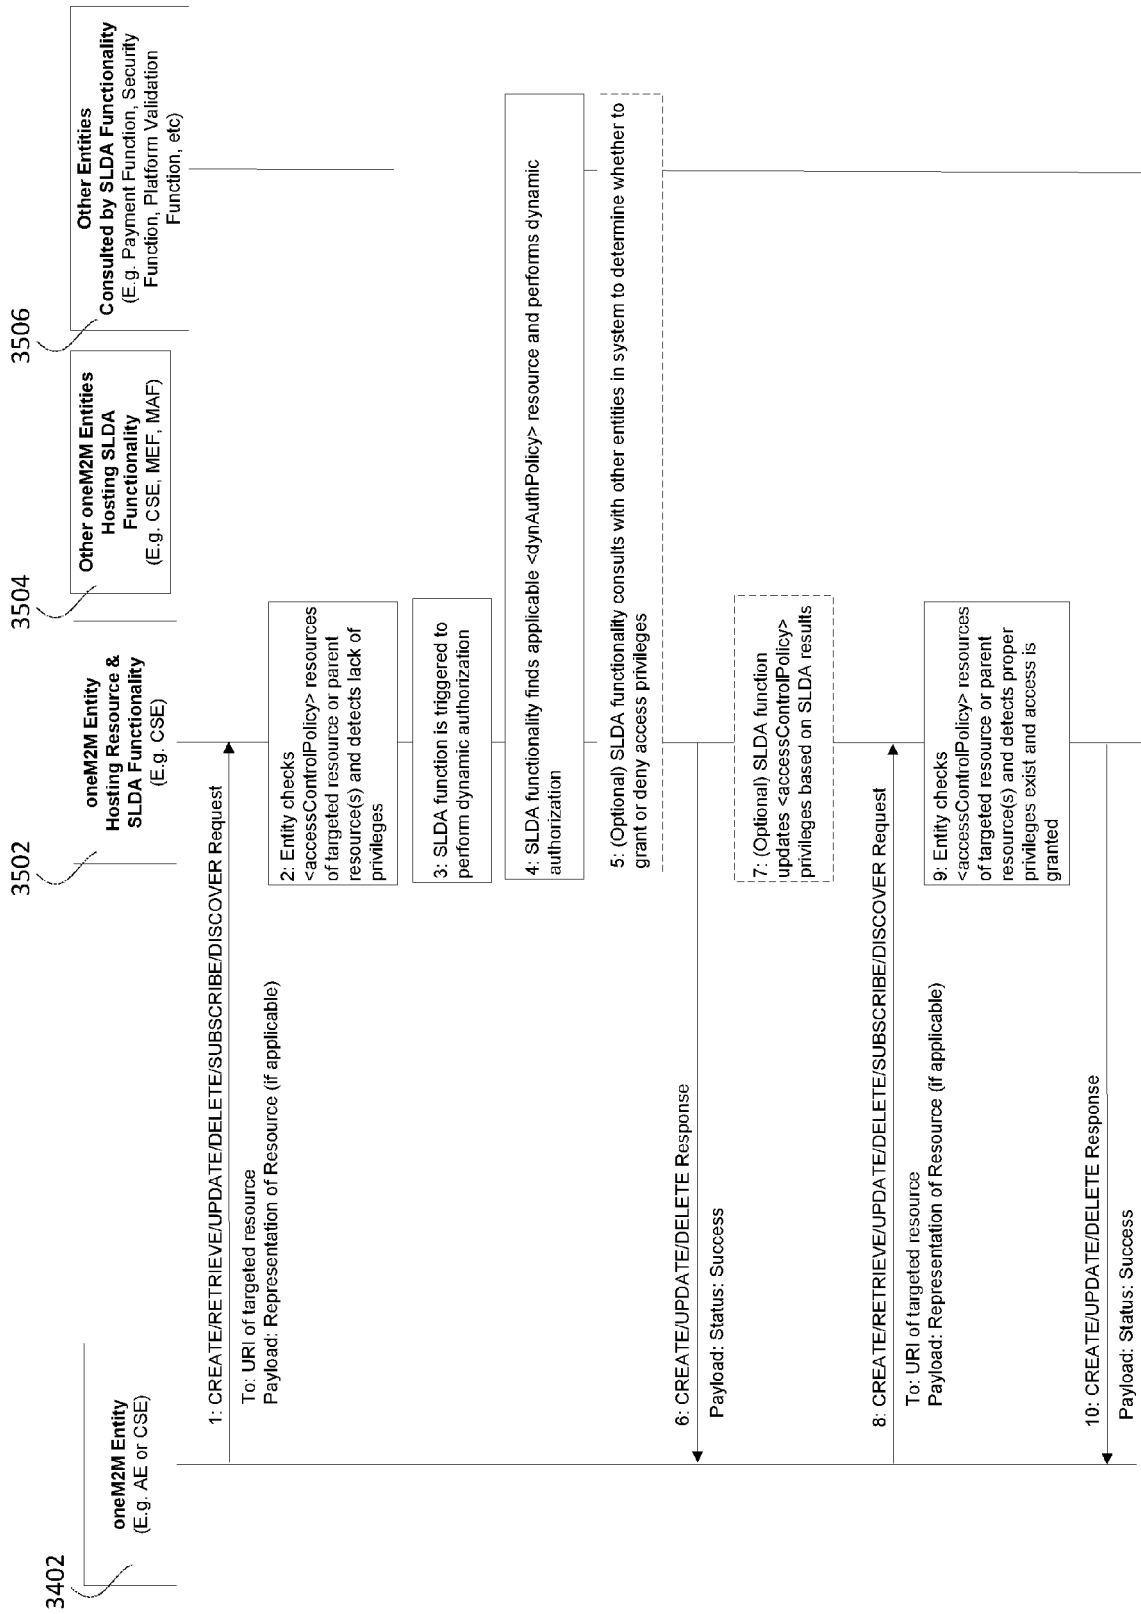 3402
oneM2M Entity
(E.g. AE or CSE)
3502
oneM2M Entity
Hosting Resource &
SLDA Functionality
(E.g. CSE)
3504
Other oneM2M Entities
Hosting SLDA
Functionality
(E.g. CSE, MEF, MAF)
3506
Other Entities
Consulted by SLDA Functionality
(E.g. Payment Function, Security
Function, Platform Validation
Function, etc)
1: CREATE/RETRIEVE/UPDATE/DELETE/SUBSCRIBE/DISCOVER Request
To: URI of targeted resource
Payload: Representation of Resource (if applicable)
2: Entity checks
<accessControlPolicy> resources
of targeted resource or parent
resource(s) and detects lack of
privileges
3: SLDA function is triggered to
perform dynamic authorization
4: SLDA functionality finds applicable <dynAuthPolicy> resource and performs dynamic
authorization
5: (Optional) SLDA functionality consults with other entities in system to determine whether to
grant or deny access privileges
6: CREATE/UPDATE/DELETE Response
Payload: Status: Success
7: (Optional) SLDA function
updates <accessControlPolicy>
privileges based on SLDA results
8: CREATE/RETRIEVE/UPDATE/DELETE/SUBSCRIBE/DISCOVER Request
To: URI of targeted resource
Payload: Representation of Resource (if applicable)
9: Entity checks
<accessControlPolicy> resources
of targeted resource or parent
resource(s) and detects proper
privileges exist and access is
granted
10: CREATE/UPDATE/DELETE Response
Payload: Status: Success